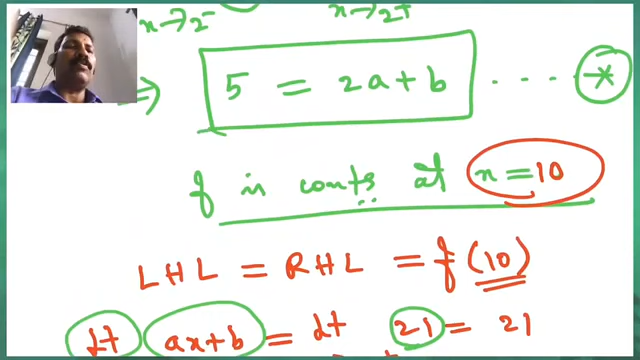 x→2⁻ x→2+
⇒ 5 = 2a+b ---- *
f is conts at x=10
LHL = RHL = f(10)
lt ax+b = lt 21 = 21